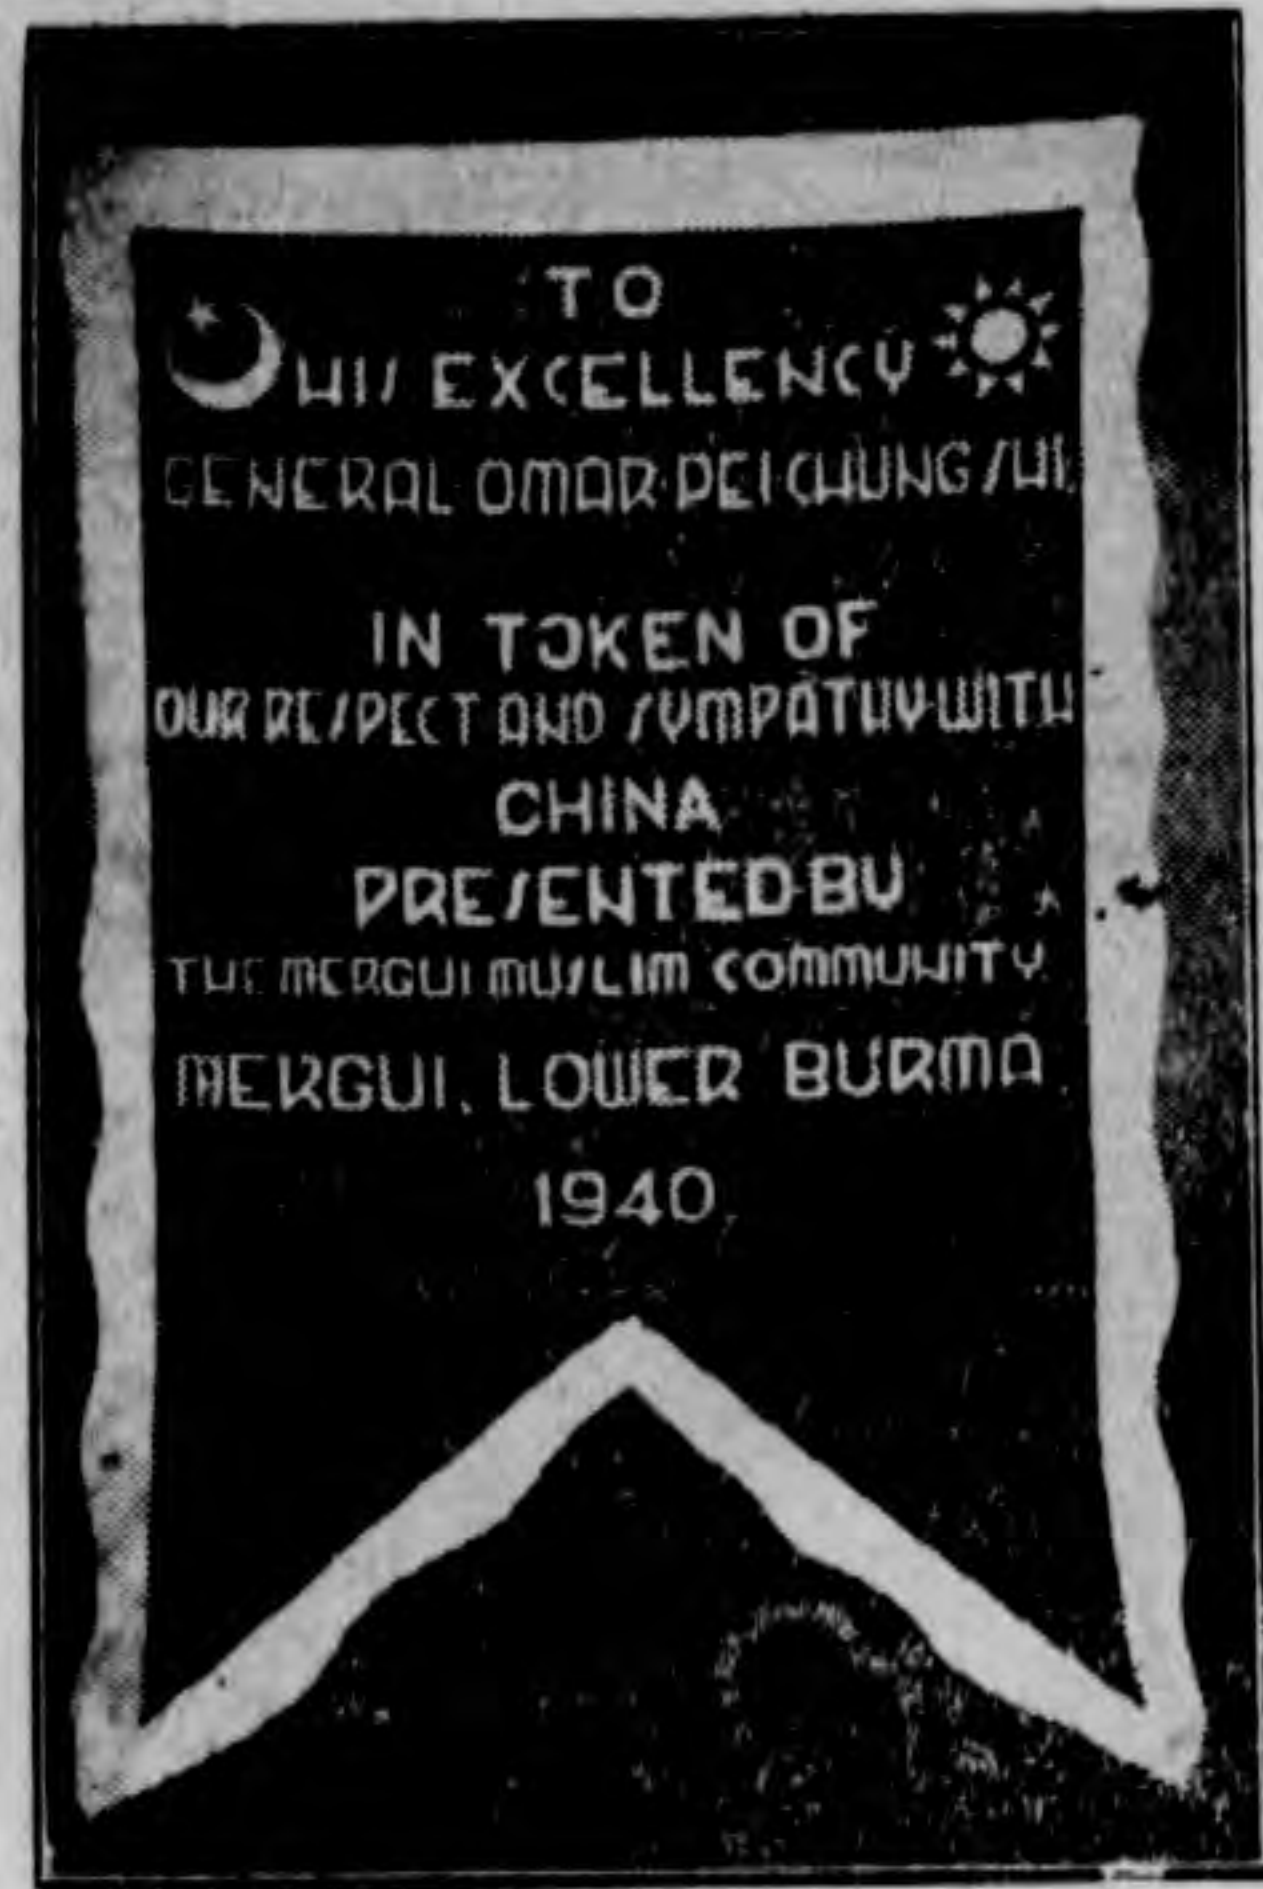 TO
HIS EXCELLENCY
GENERAL OMAR PEI CHUNG SHI.
IN TOKEN OF
OUR RESPECT AND SYMPATHY WITH
CHINA
PRESENTED BY
THE MERGUI MUSLIM COMMUNITY.
MERGUI, LOWER BURMA.
1940.